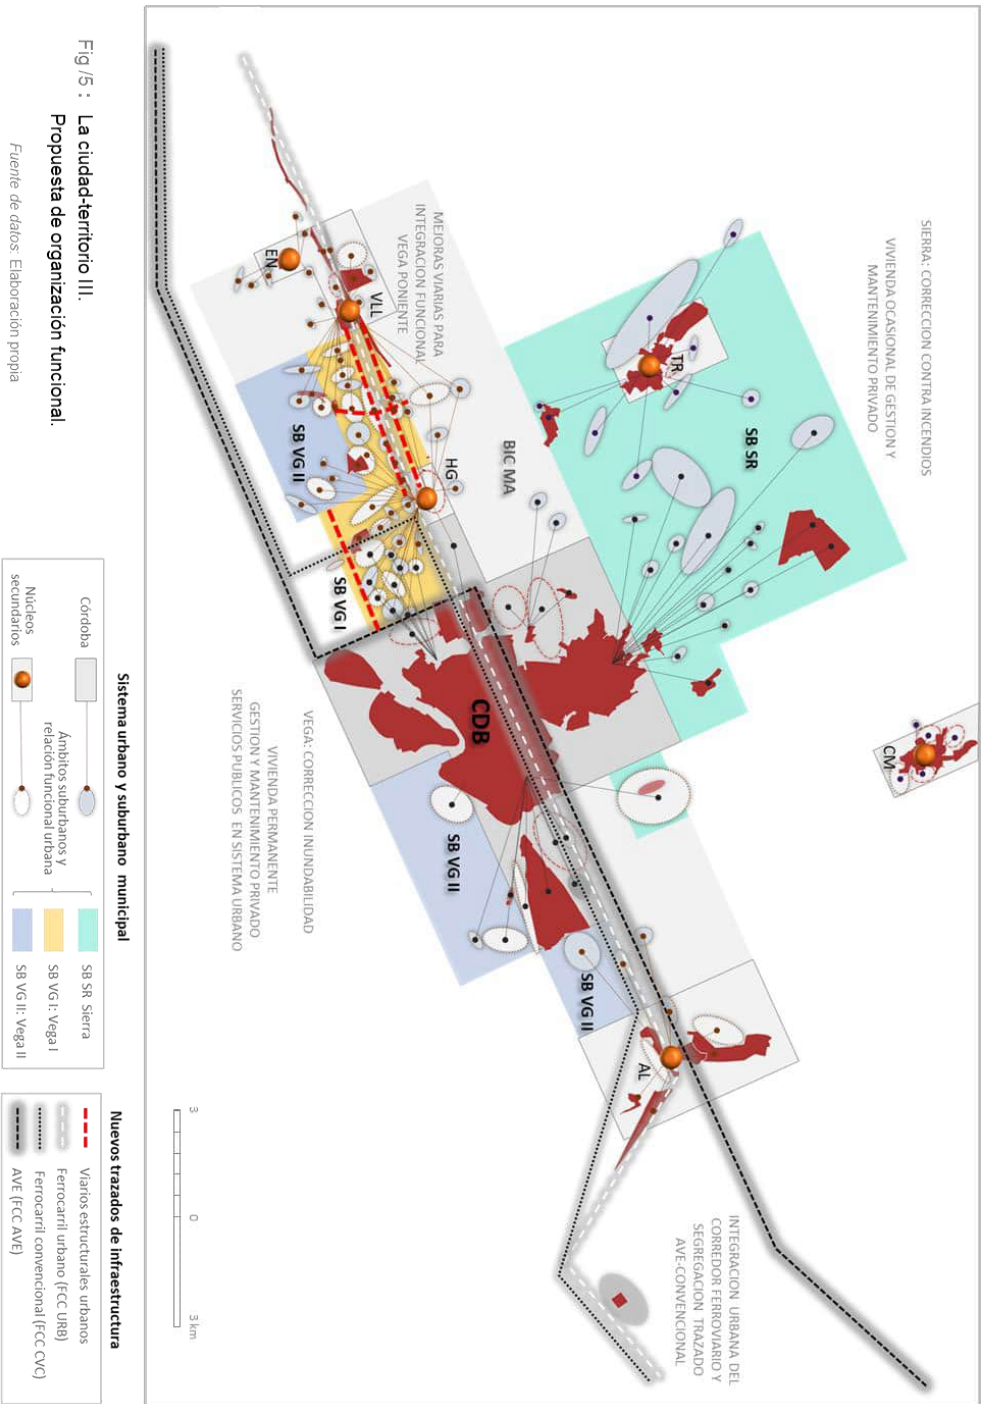 SIERRA: CORRECCION CONTRA INCENDIOS
VIVIENDA OCASIONAL DE GESTION Y
MANTENIMIENTO PRIVADO
CM
TR
SB SR
MEJORAS VIARIAS PARA
INTEGRACION FUNCIONAL
VEGA PONIENTE
BIC MA
EN
VLL
HG
SB VG II
SB VG I
CDB
SB VG II
SB VG II
AL
INTEGRACION URBANA DEL
CORREDOR FERROVIARIO Y
SEGREGACION TRAZADO
AVE-CONVENCIONAL
VEGA: CORRECCION INUNDABILIDAD
VIVIENDA PERMANENTE
GESTION Y MANTENIMIENTO PRIVADO
SERVICIOS PUBLICOS EN SISTEMA URBANO
3
0
3 km
Fig /5 : La ciudad-territorio III.
Propuesta de organización funcional.
Fuente de datos: Elaboración propia
Sistema urbano y suburbano municipal
Córdoba
Núcleos
secundarios
Ámbitos suburbanos y
relación funcional urbana
SB SR Sierra
SB VG I: Vega I
SB VG II: Vega II
Nuevos trazados de infraestructura
Viarios estructurales urbanos
Ferrocarril urbano (FCC URB)
Ferrocarril convencional (FCC CVC)
AVE (FCC AVE)